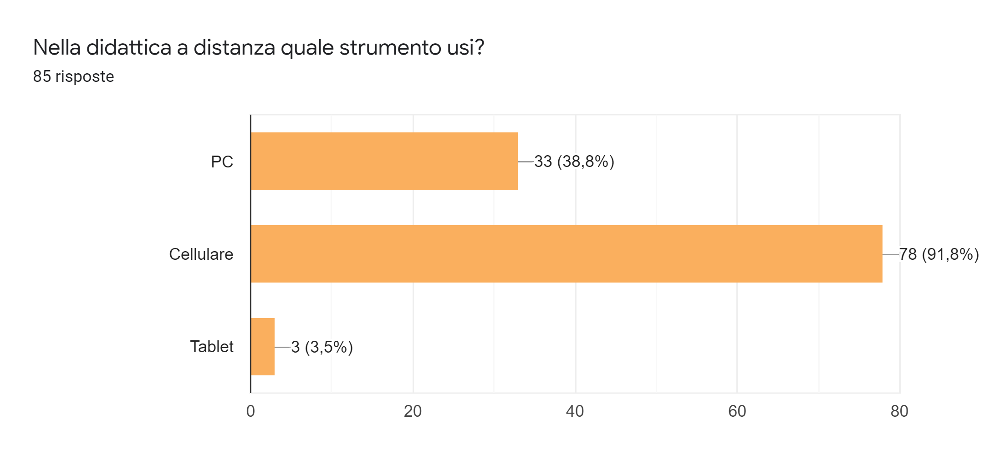 Nella didattica a distanza quale strumento usi?
85 risposte
PC
33 (38,8%)
Cellulare
78 (91,8%)
Tablet
3 (3,5%)
0 20 40 60 80